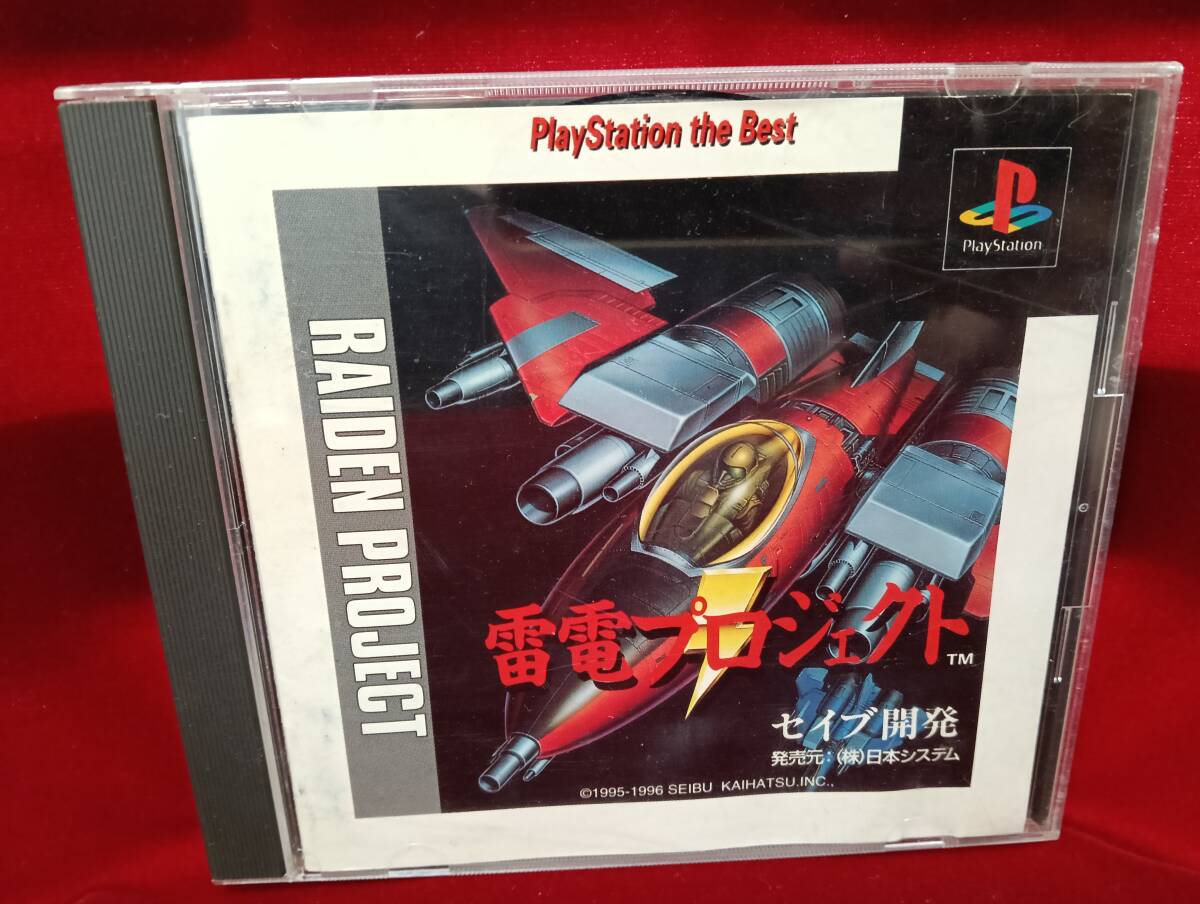 PlayStation the Best
PlayStation
RAIDEN PROJECT
雷電プロジェクト TM
セイブ開発
発売元:(株)日本システム
©1995-1996 SEIBU KAIHATSU.INC.,